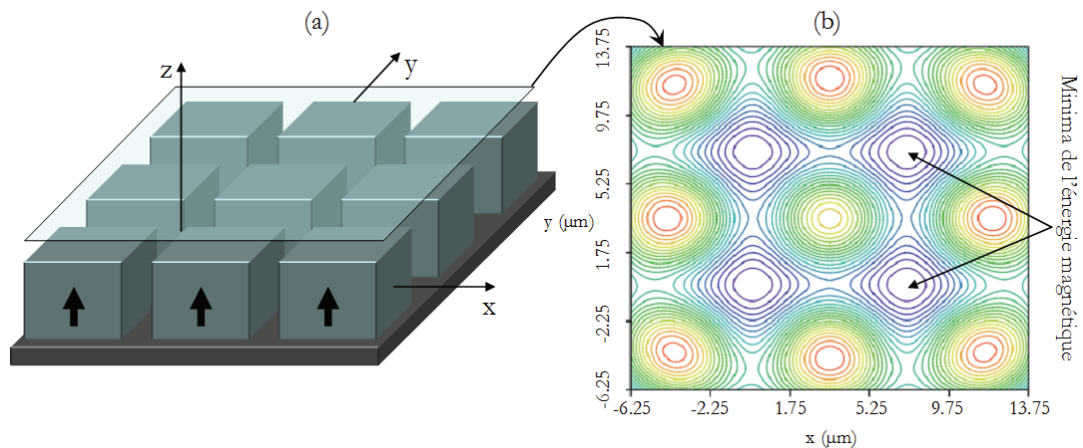 (a)
z
y
x
(b)
13.75
9.75
5.25
1.75
-2.25
-6.25
y (μm)
-6.25
-2.25
1.75
5.25
9.75
13.75
x (μm)
Minima de l'énergie magnétique